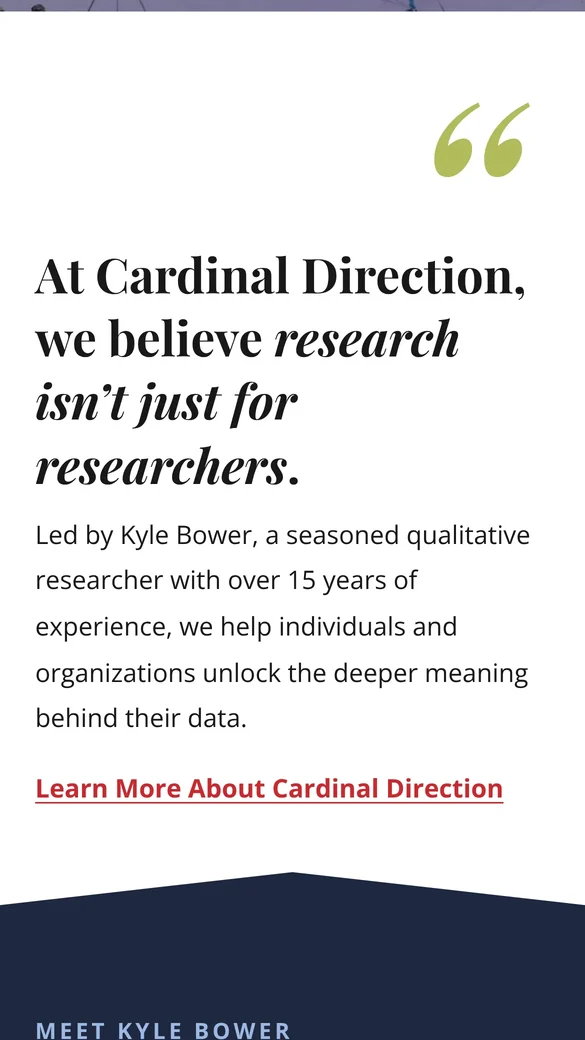 “
At Cardinal Direction,
we believe research
isn’t just for
researchers.
Led by Kyle Bower, a seasoned qualitative
researcher with over 15 years of
experience, we help individuals and
organizations unlock the deeper meaning
behind their data.
Learn More About Cardinal Direction
MEET KYLE BOWER